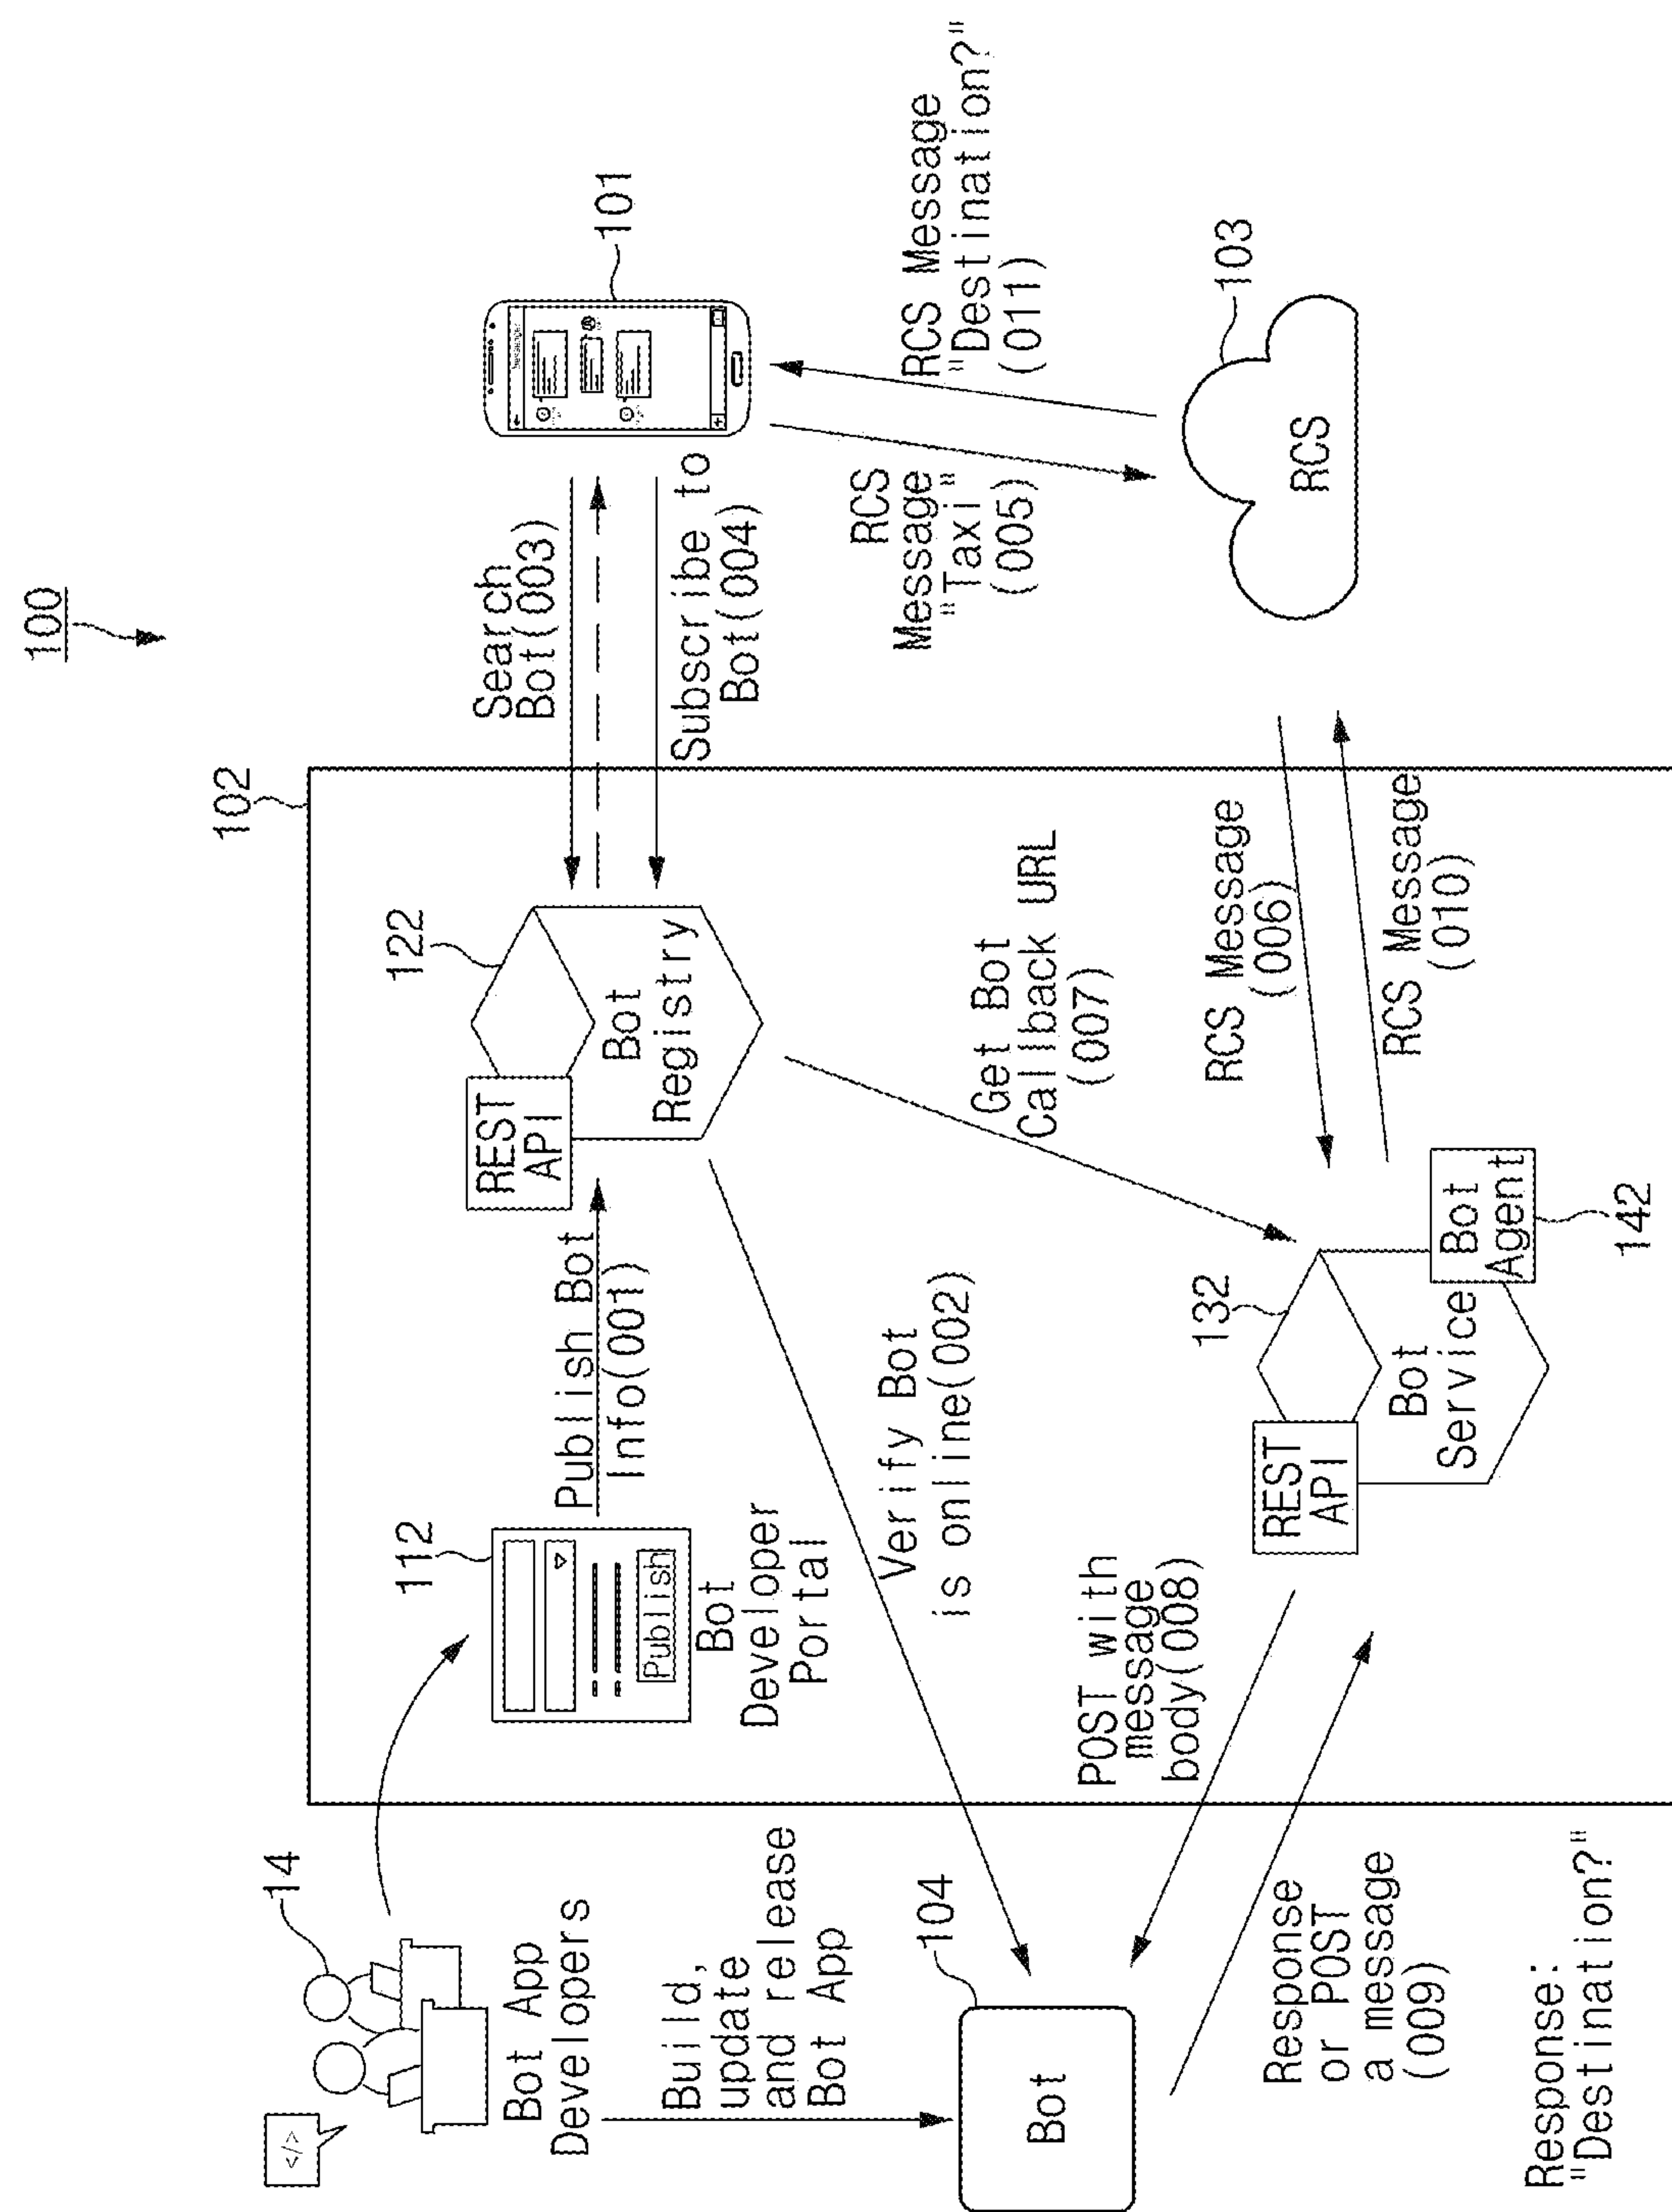 100
14
</>
Bot App
Developers
Build,
update
and release
Bot App
104
Bot
102
112
Publish
Bot
Developer
Portal
Publish Bot
Info(001)
122
REST
API
Bot
Registry
Search
Bot(003)
Subscribe to
Bot(004)
101
Verify Bot
is online(002)
Get Bot
Callback URL
(007)
RCS
Message
"Taxi"
(005)
RCS Message
"Destination?"
(011)
103
RCS
POST with
message
body(008)
132
REST
API
Bot
Service
Bot
Agent
142
RCS Message
(006)
RCS Message
(010)
Response
or POST
a message
(009)
Response:
"Destination?"